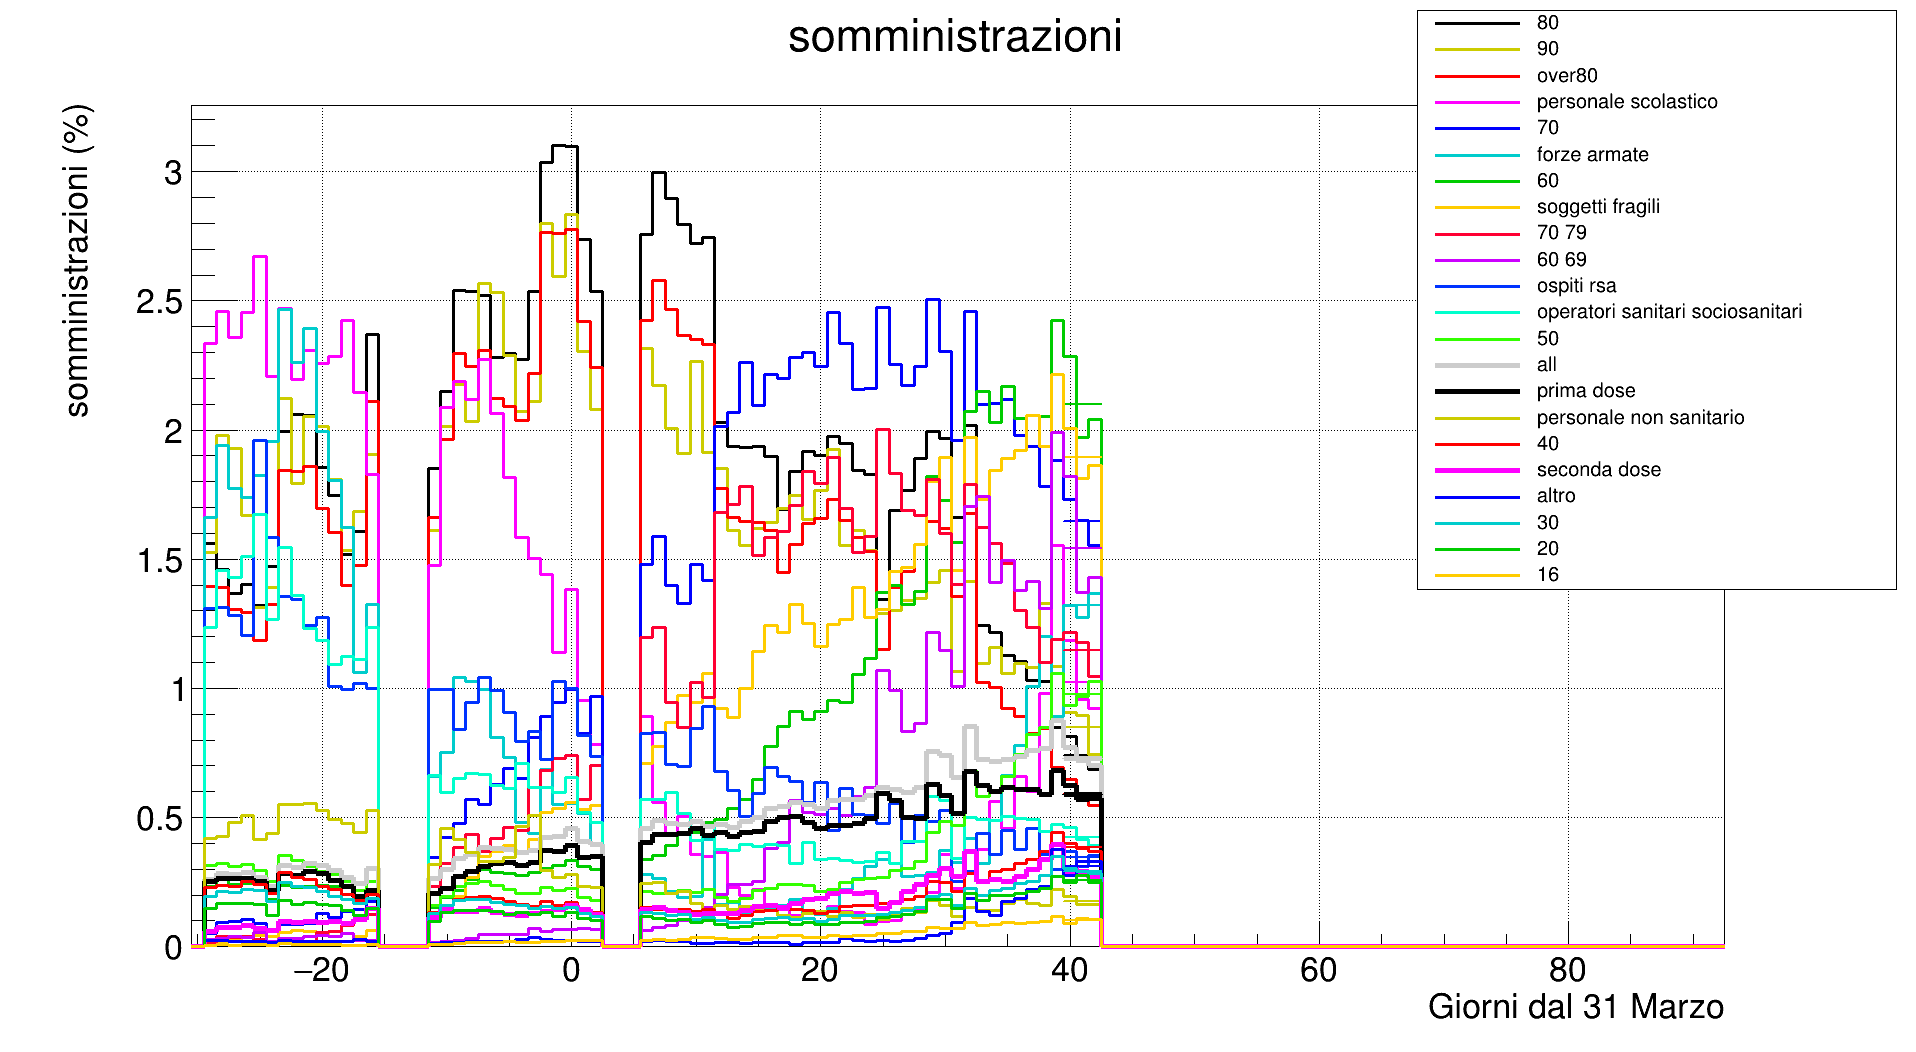 somministrazioni
somministrazioni (%)
3
2.5
2
1.5
1
0.5
0
−20
0
20
40
60
80
Giorni dal 31 Marzo
80
90
over80
personale scolastico
70
forze armate
60
soggetti fragili
70 79
60 69
ospiti rsa
operatori sanitari sociosanitari
50
all
prima dose
personale non sanitario
40
seconda dose
altro
30
20
16